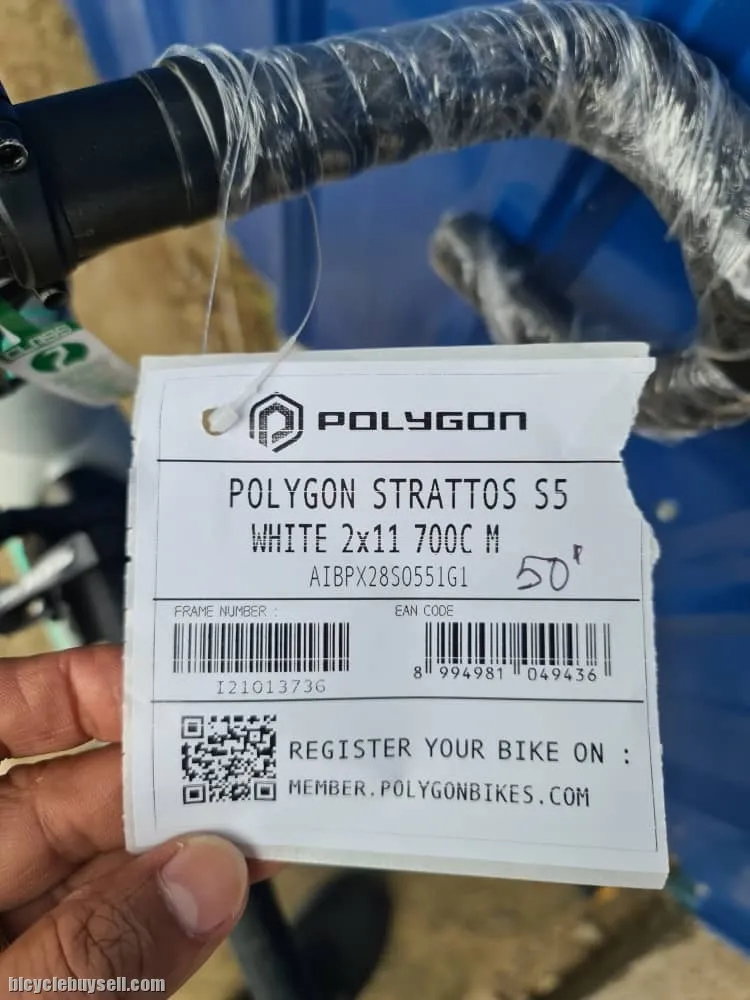 POLYGON
POLYGON STRATTOS S5
WHITE 2x11 700C M
AIBPX28S0551G1
50"
FRAME NUMBER :
EAN CODE
I21013736
8 994981 049436
REGISTER YOUR BIKE ON :
MEMBER.POLYGONBIKES.COM
CLASS
bicyclebuysell.com